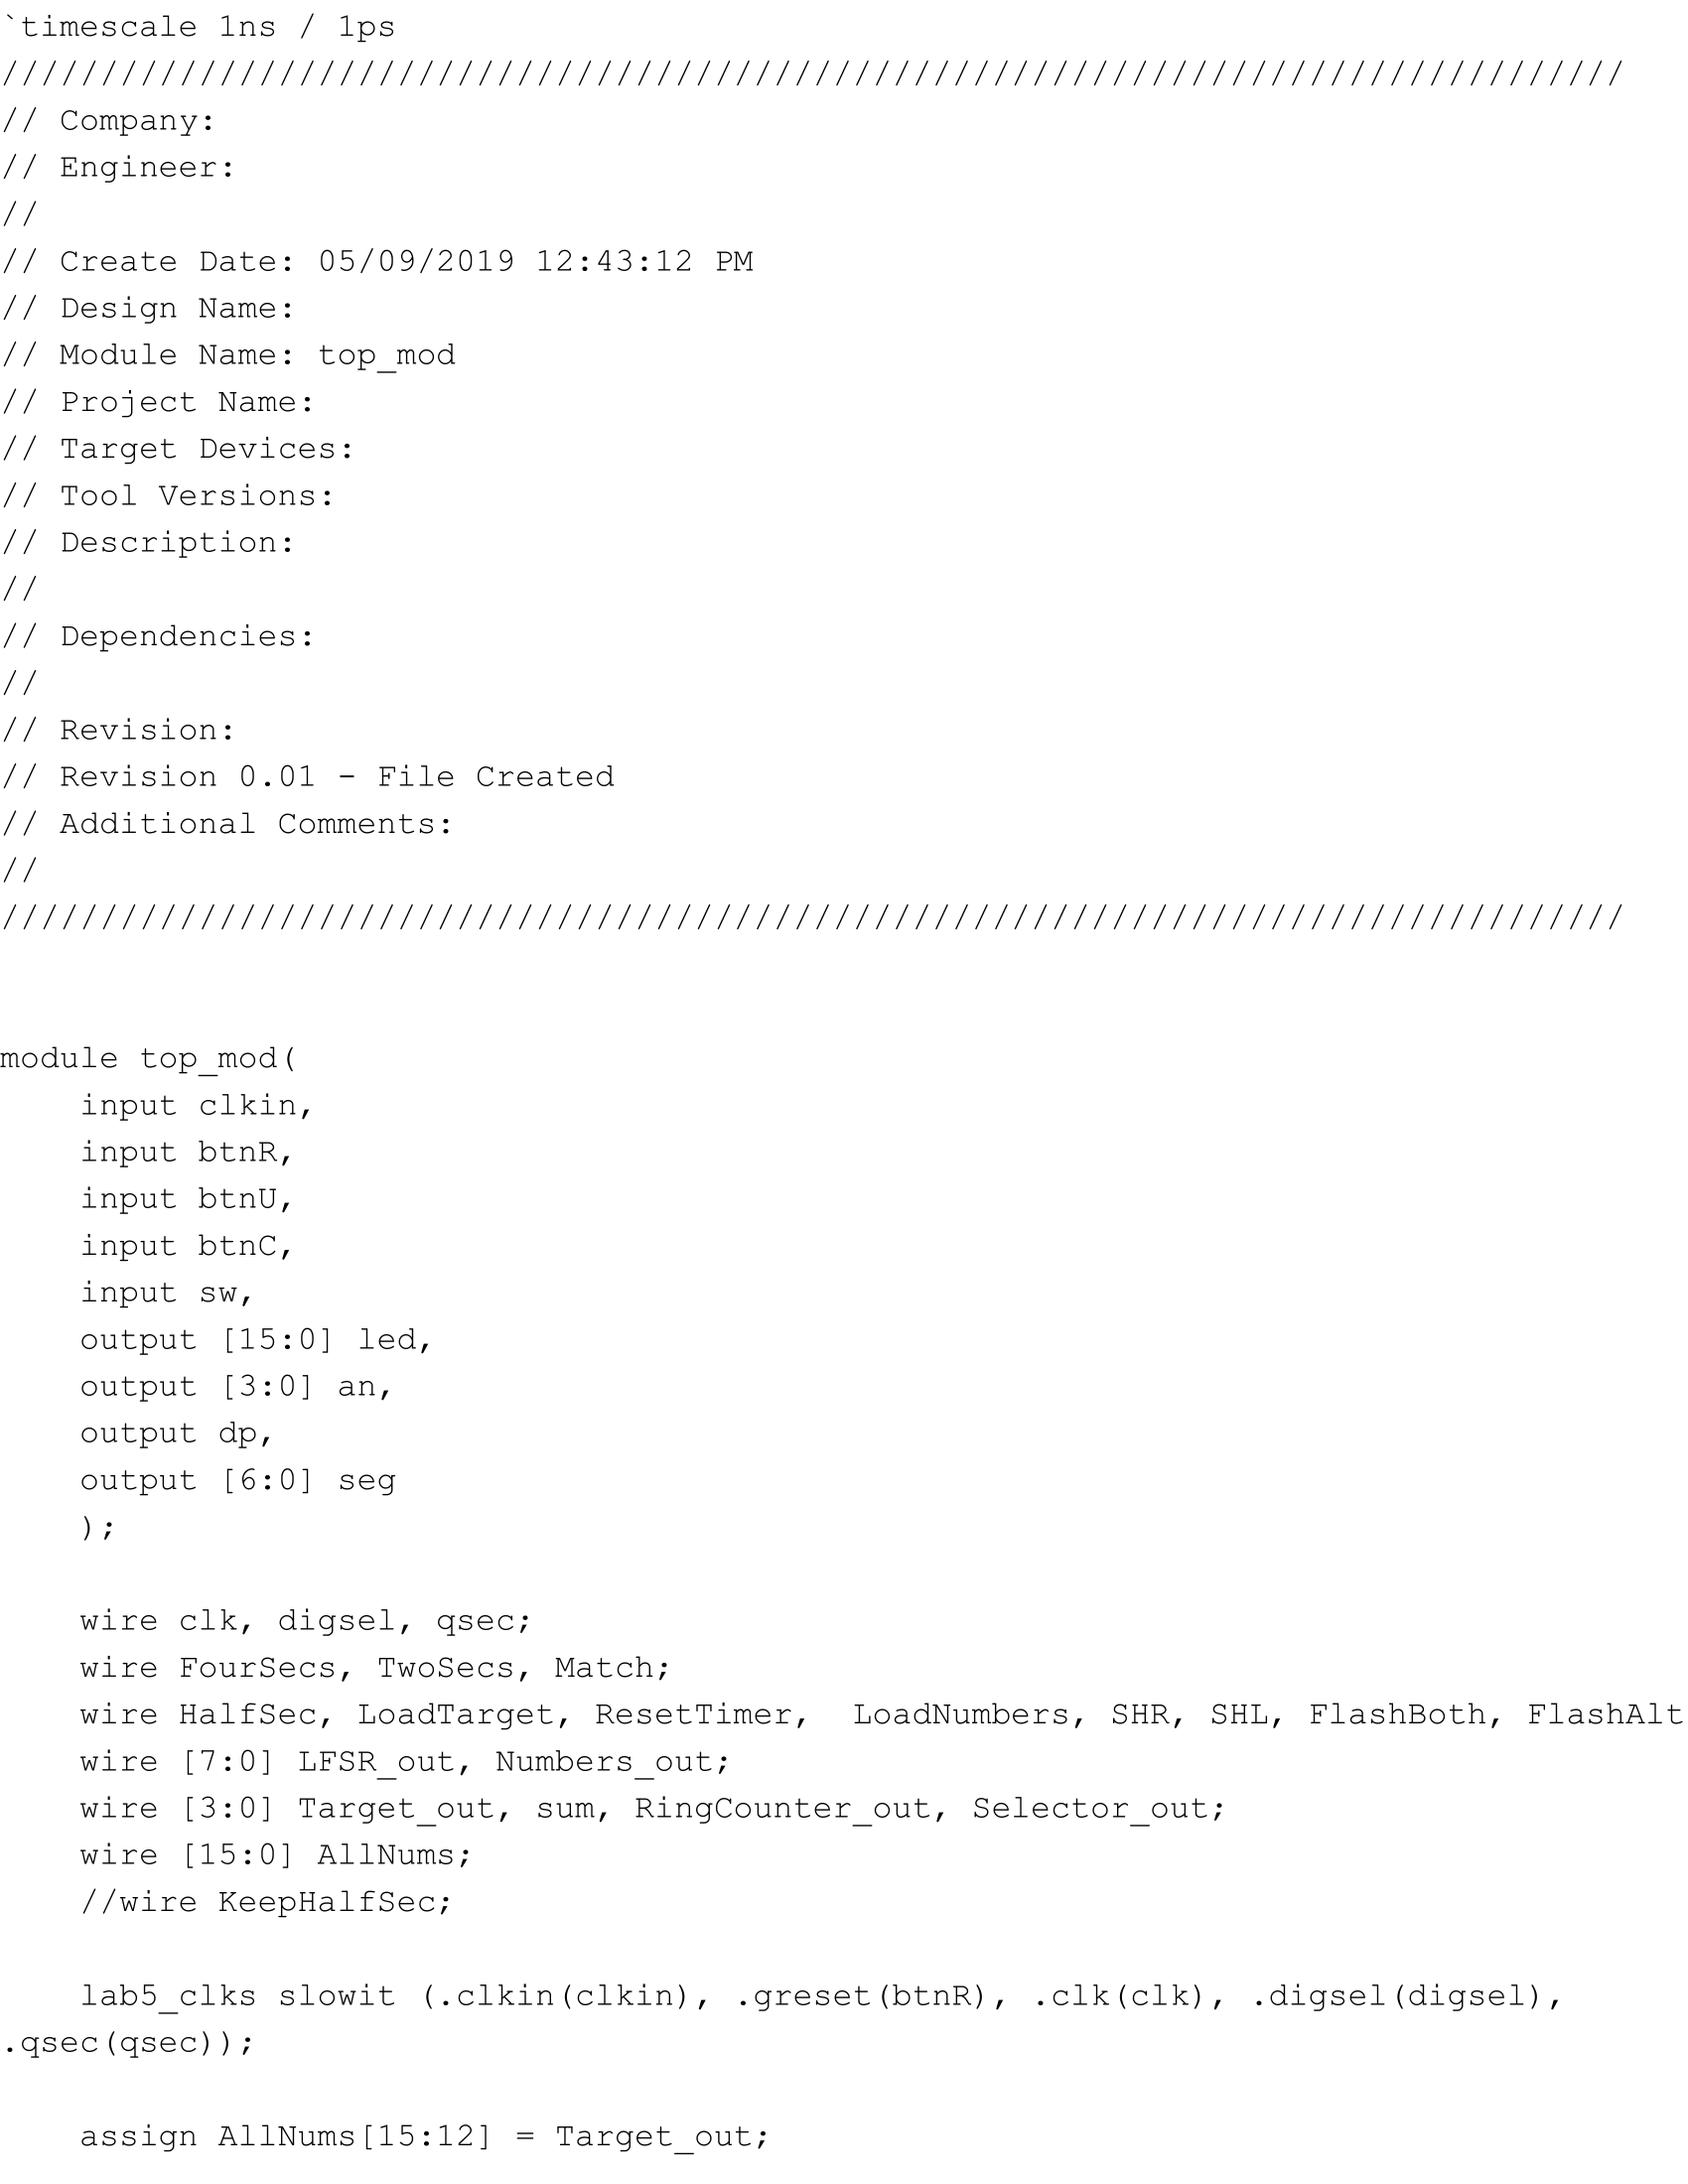 `timescale 1ns / 1ps
//////////////////////////////////////////////////////////////////////////////////
// Company:
// Engineer:
//
// Create Date: 05/09/2019 12:43:12 PM
// Design Name:
// Module Name: top_mod
// Project Name:
// Target Devices:
// Tool Versions:
// Description:
//
// Dependencies:
//
// Revision:
// Revision 0.01 - File Created
// Additional Comments:
//
//////////////////////////////////////////////////////////////////////////////////
module top_mod(
    input clkin,
    input btnR,
    input btnU,
    input btnC,
    input sw,
    output [15:0] led,
    output [3:0] an,
    output dp,
    output [6:0] seg
    );
    wire clk, digsel, qsec;
    wire FourSecs, TwoSecs, Match;
    wire HalfSec, LoadTarget, ResetTimer,  LoadNumbers, SHR, SHL, FlashBoth, FlashAlt
    wire [7:0] LFSR_out, Numbers_out;
    wire [3:0] Target_out, sum, RingCounter_out, Selector_out;
    wire [15:0] AllNums;
    //wire KeepHalfSec;
    lab5_clks slowit (.clkin(clkin), .greset(btnR), .clk(clk), .digsel(digsel),
.qsec(qsec));
    assign AllNums[15:12] = Target_out;